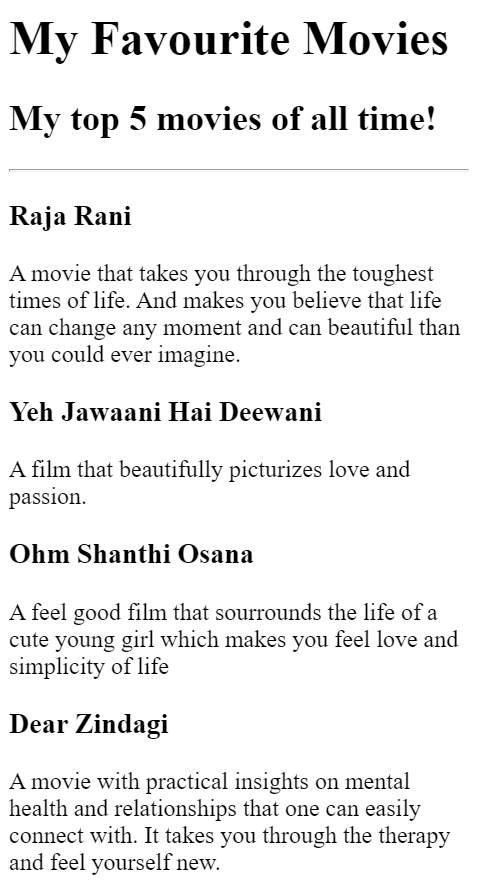 My Favourite Movies
My top 5 movies of all time!
Raja Rani
A movie that takes you through the toughest
times of life. And makes you believe that life
can change any moment and can beautiful than
you could ever imagine.
Yeh Jawaani Hai Deewani
A film that beautifully picturizes love and
passion.
Ohm Shanthi Osana
A feel good film that sourrounds the life of a
cute young girl which makes you feel love and
simplicity of life
Dear Zindagi
A movie with practical insights on mental
health and relationships that one can easily
connect with. It takes you through the therapy
and feel yourself new.